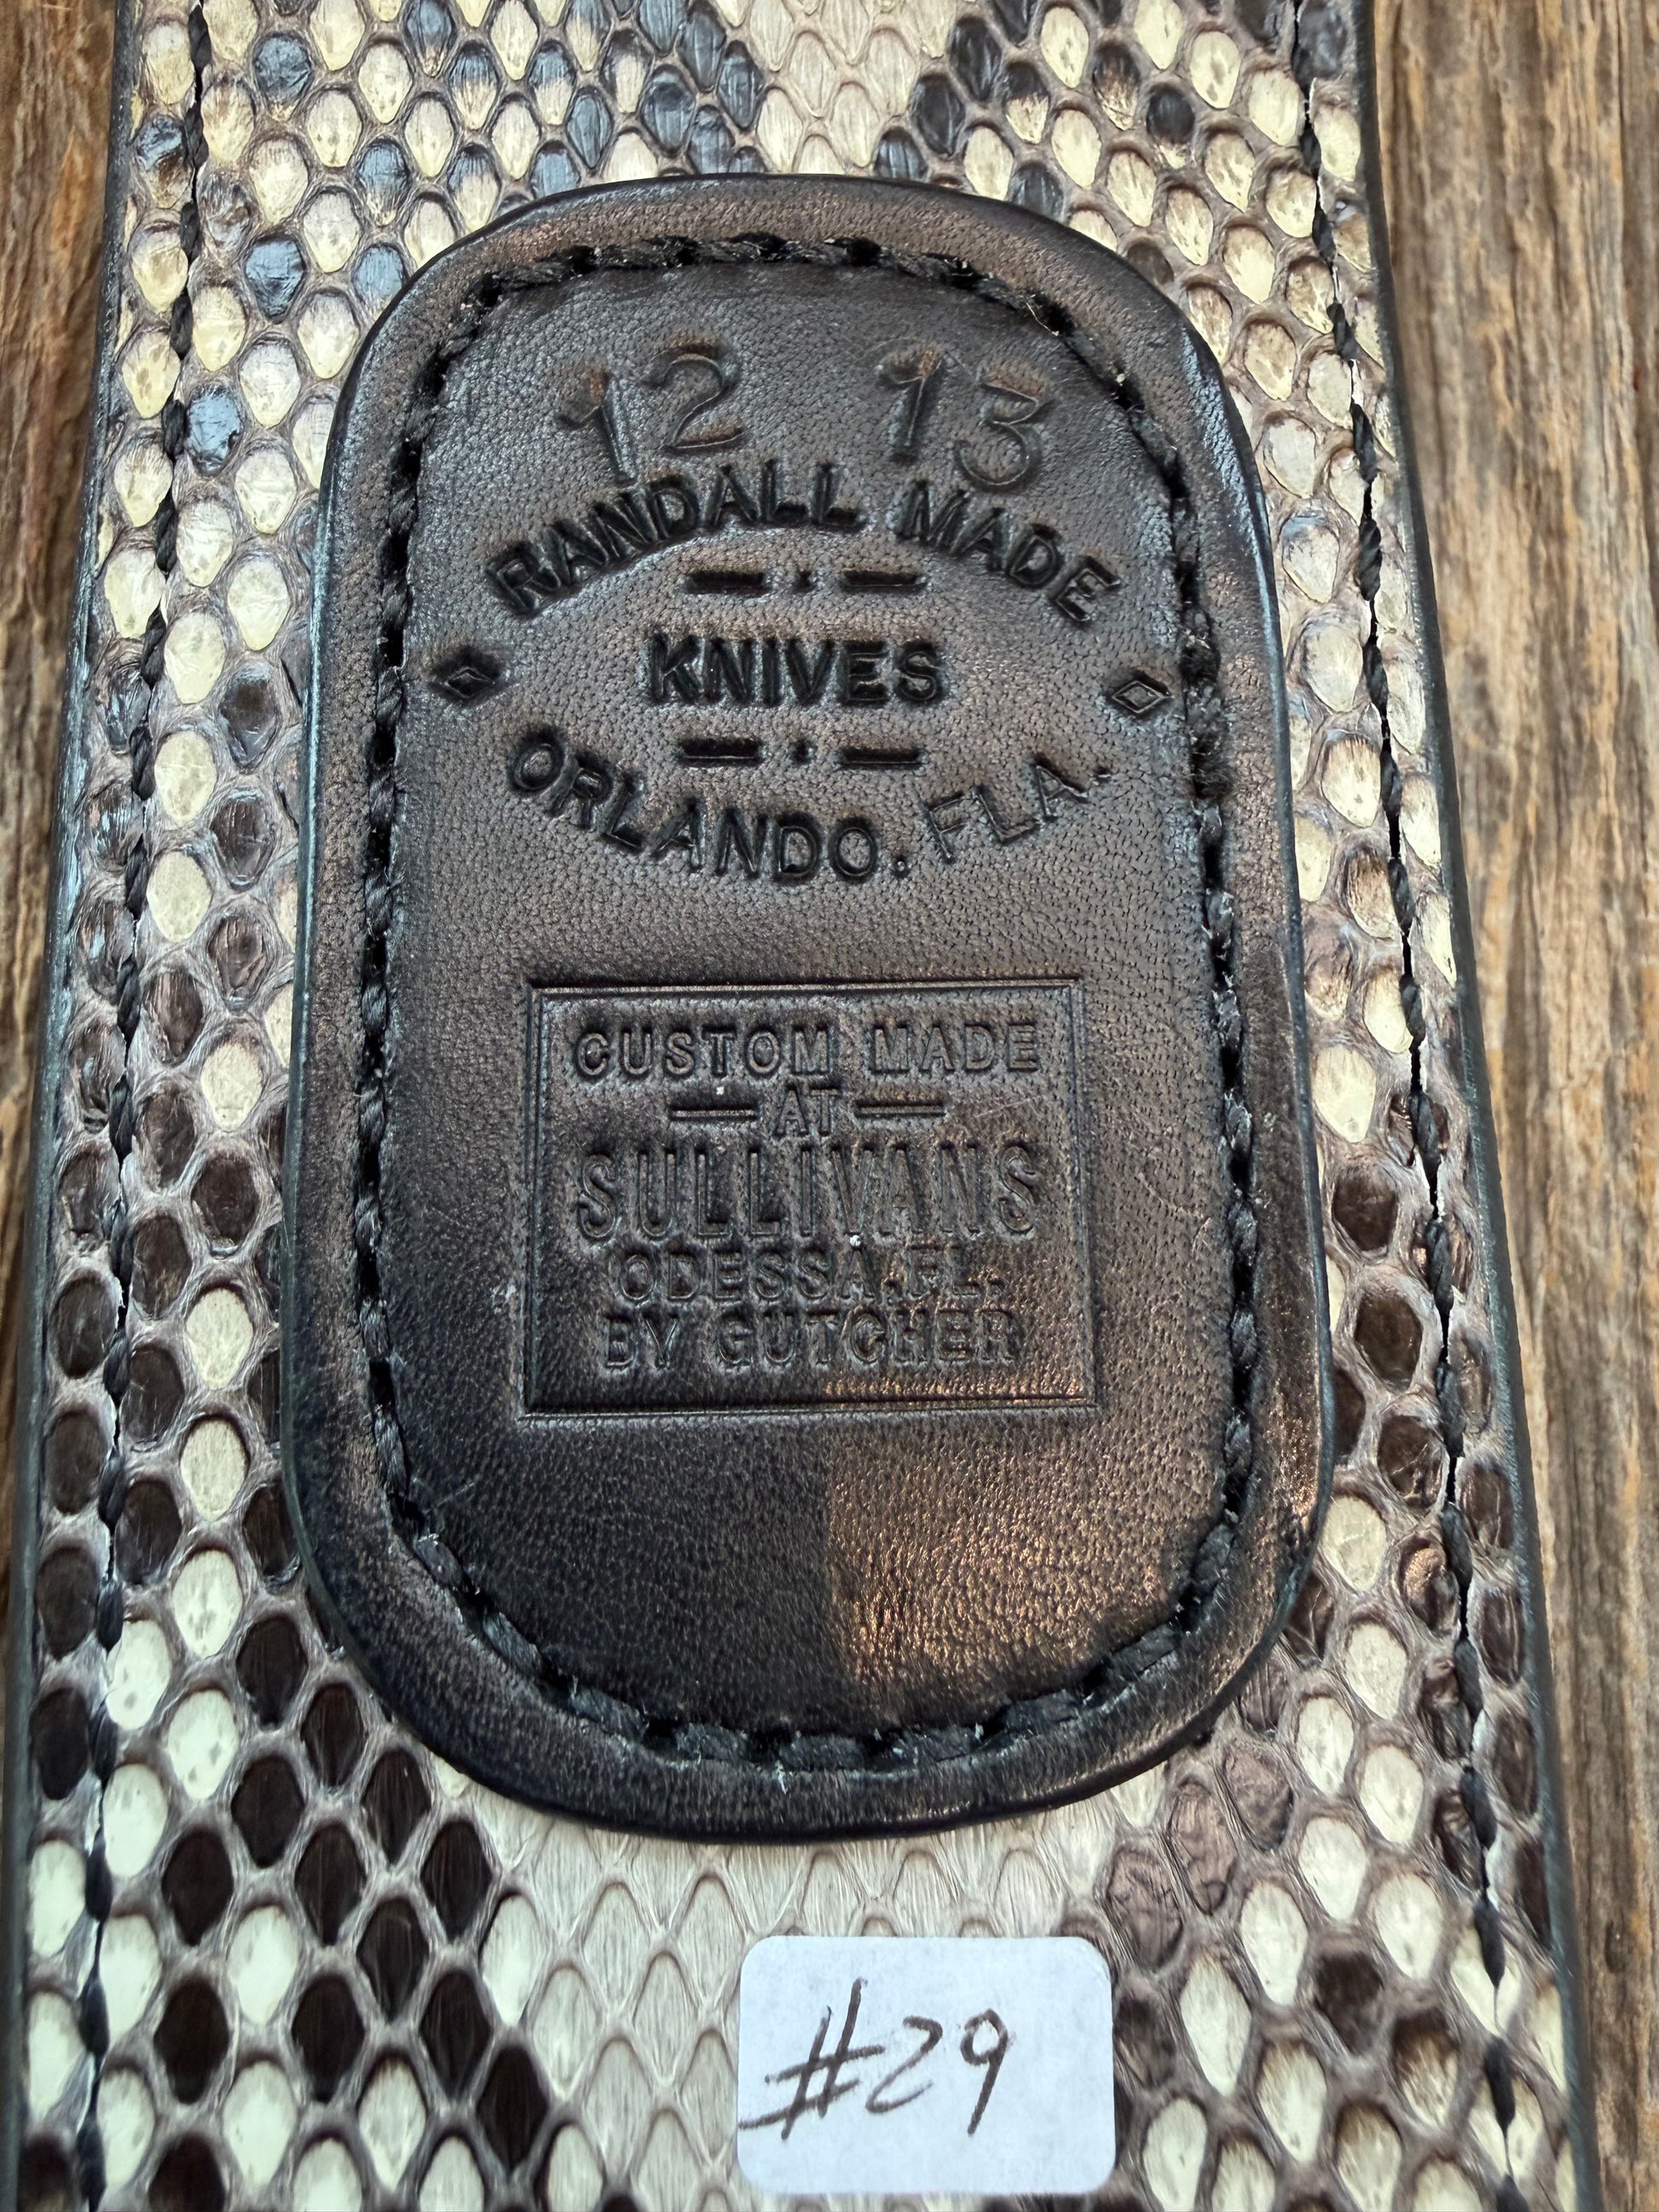 12 13
RANDALL MADE
KNIVES
ORLANDO. FLA.
CUSTOM MADE
AT
SULLIVANS
ODESSA, FL.
BY GUTCHER
#29